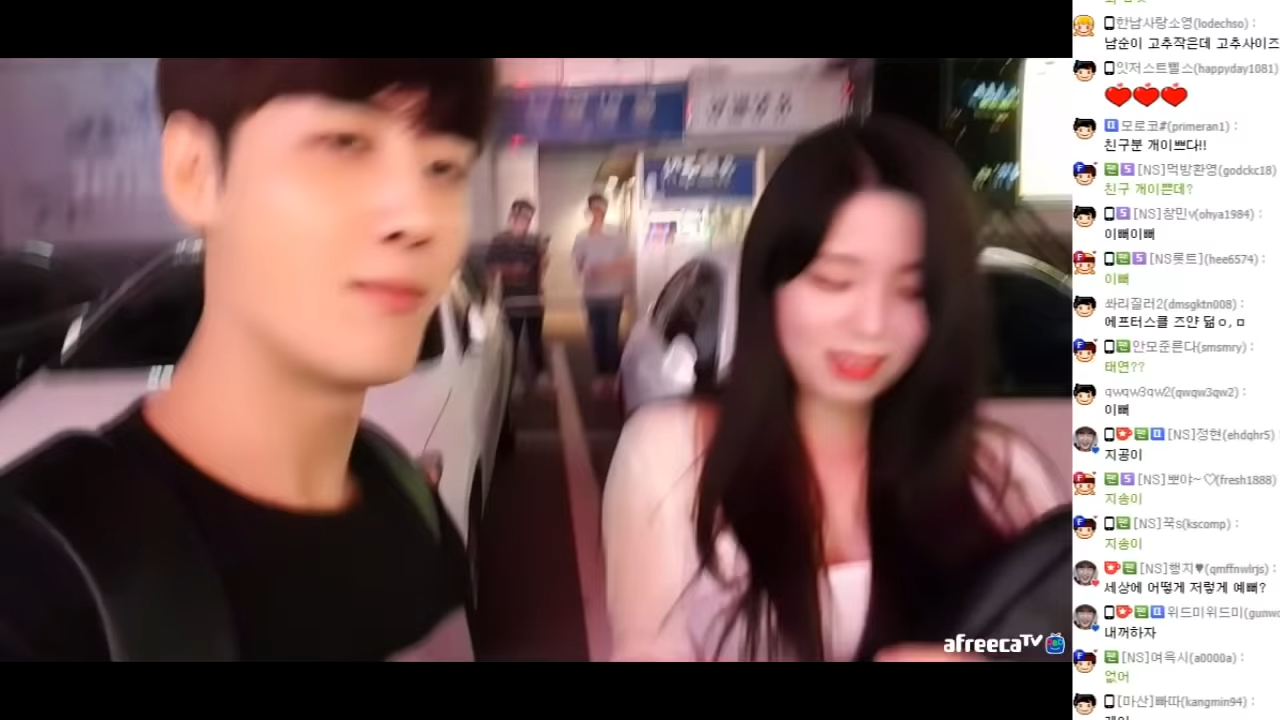 한남사랑소영(lodechso) :
남순이 고추작은데 고추사이즈
잇저스트뻴스(happyday1081)
모로코#(primeran1) :
친구분 개이쁘다!!
[NS]먹방환영(godckc18)
친구 개이쁜데?
[NS]창민v(ohya1984) :
이뻐이뻐
[NS롯트](hee6574) :
이뻐
쏴리질러2(dmsgktn008) :
에프터스쿨 즈얀 닮ㅇ,ㅁ
안모준른다(smsmry) :
태연??
qwqw3qw2(qwqw3qw2) :
이뻐
[NS]정현(ehdqhr5)
지공이
[NS]뽀야~♡(fresh1888)
지송이
[NS]꾹s(kscomp) :
지송이
[NS]행지♥(qmffnwlrjs) :
세상에 어떻게 저렇게 예뻐?
위드미위드미(gunwo
내꺼하자
[NS]여욱시(a0000a) :
없어
[마산]빠따(kangmin94) :
afreecaTV